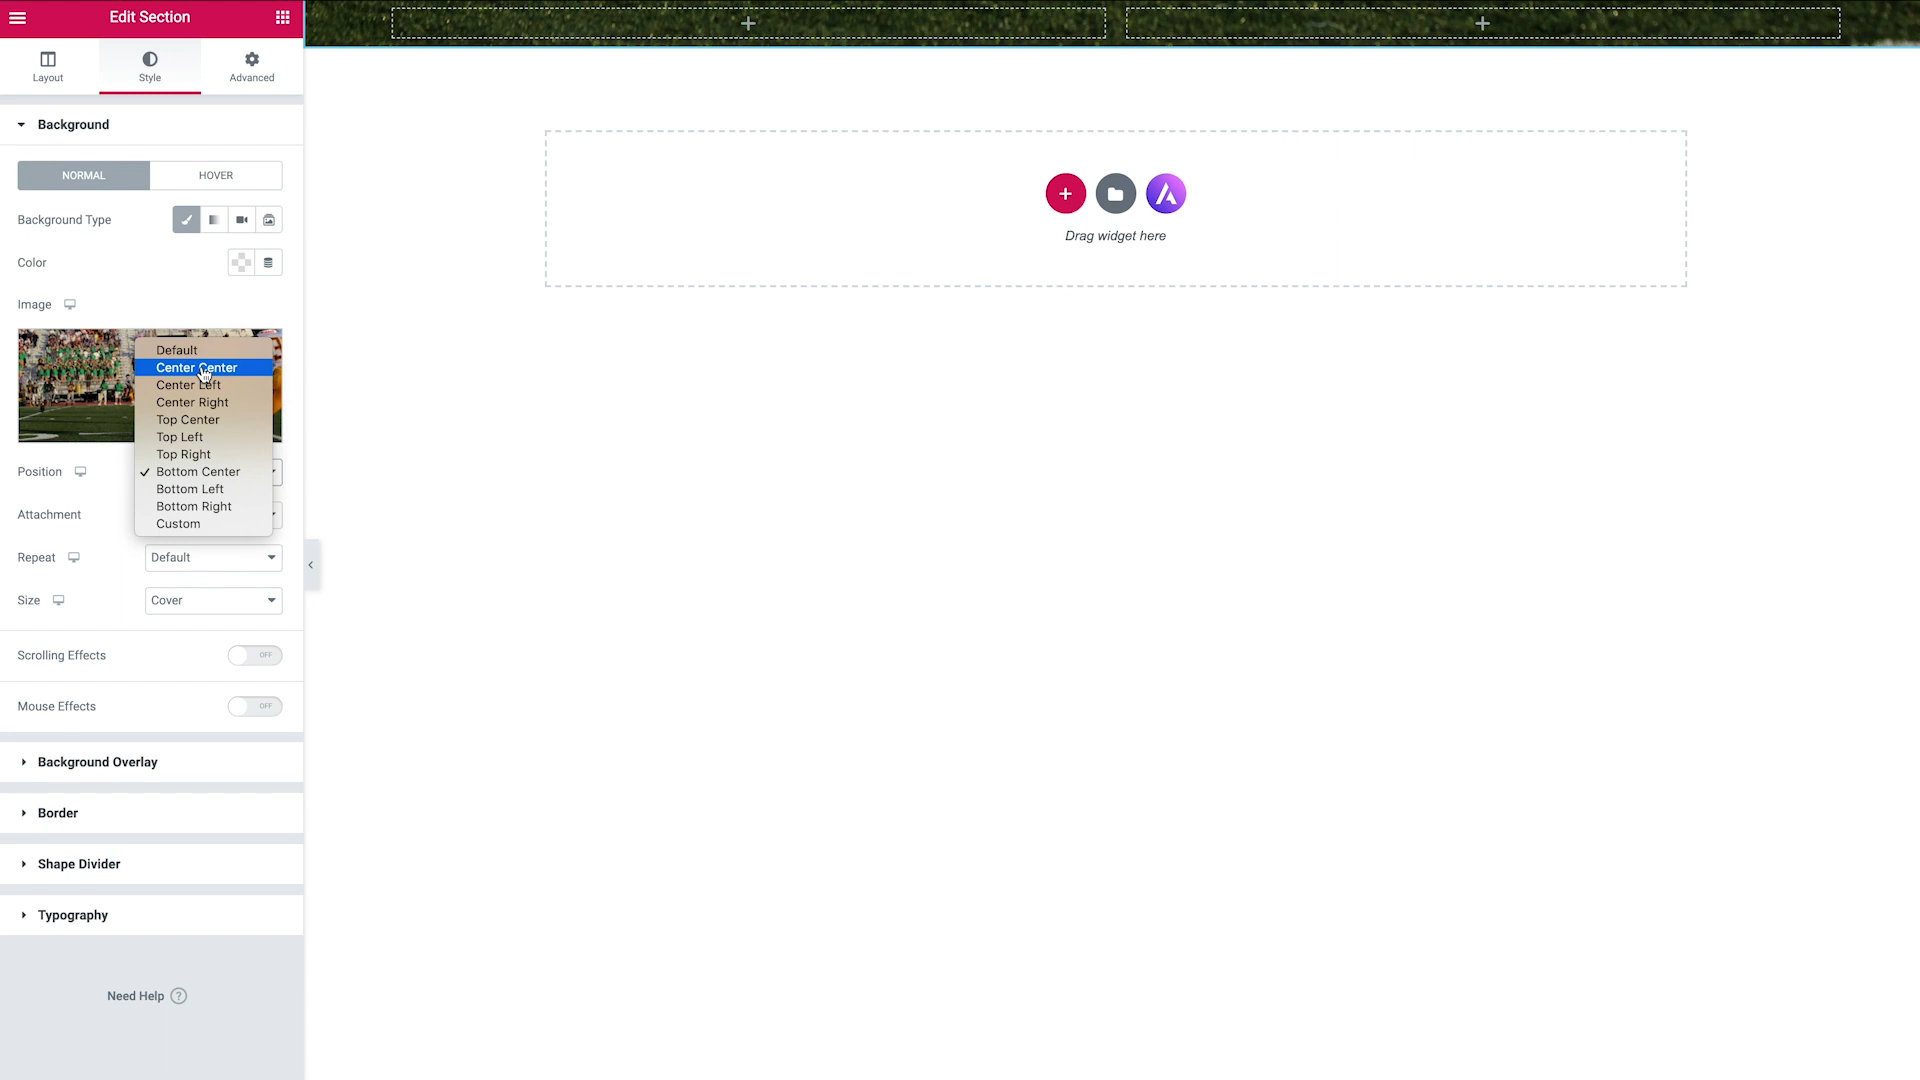 Edit Section
Layout
Style
Advanced
Background
NORMAL
HOVER
Background Type
Color
Image
Default
Center Center
Center Left
Center Right
Top Center
Top Left
Top Right
Position
Bottom Center
Bottom Left
Bottom Right
Custom
Attachment
Repeat
Default
Size
Cover
Scrolling Effects
OFF
Mouse Effects
OFF
Background Overlay
Border
Shape Divider
Typography
Need Help ?
Drag widget here